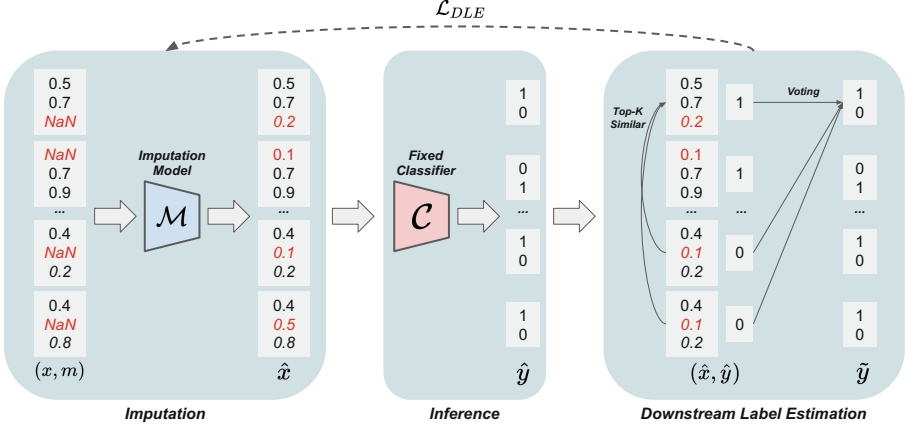 𝓛_DLE
0.5
0.7
NaN
NaN
0.7
0.9
...
0.4
NaN
0.2
0.4
NaN
0.8
(x, m)
Imputation
Model
M
0.5
0.7
0.2
0.1
0.7
0.9
...
0.4
0.1
0.2
0.4
0.5
0.8
x̂
Imputation
Fixed
Classifier
C
1
0
0
1
...
1
0
1
0
ŷ
Inference
Top-K
Similar
0.5
0.7
0.2
0.1
0.7
0.9
...
0.4
0.1
0.2
0.4
0.1
0.2
1
1
...
0
0
(x̂, ŷ)
Voting
1
0
0
1
...
1
0
1
0
ỹ
Downstream Label Estimation